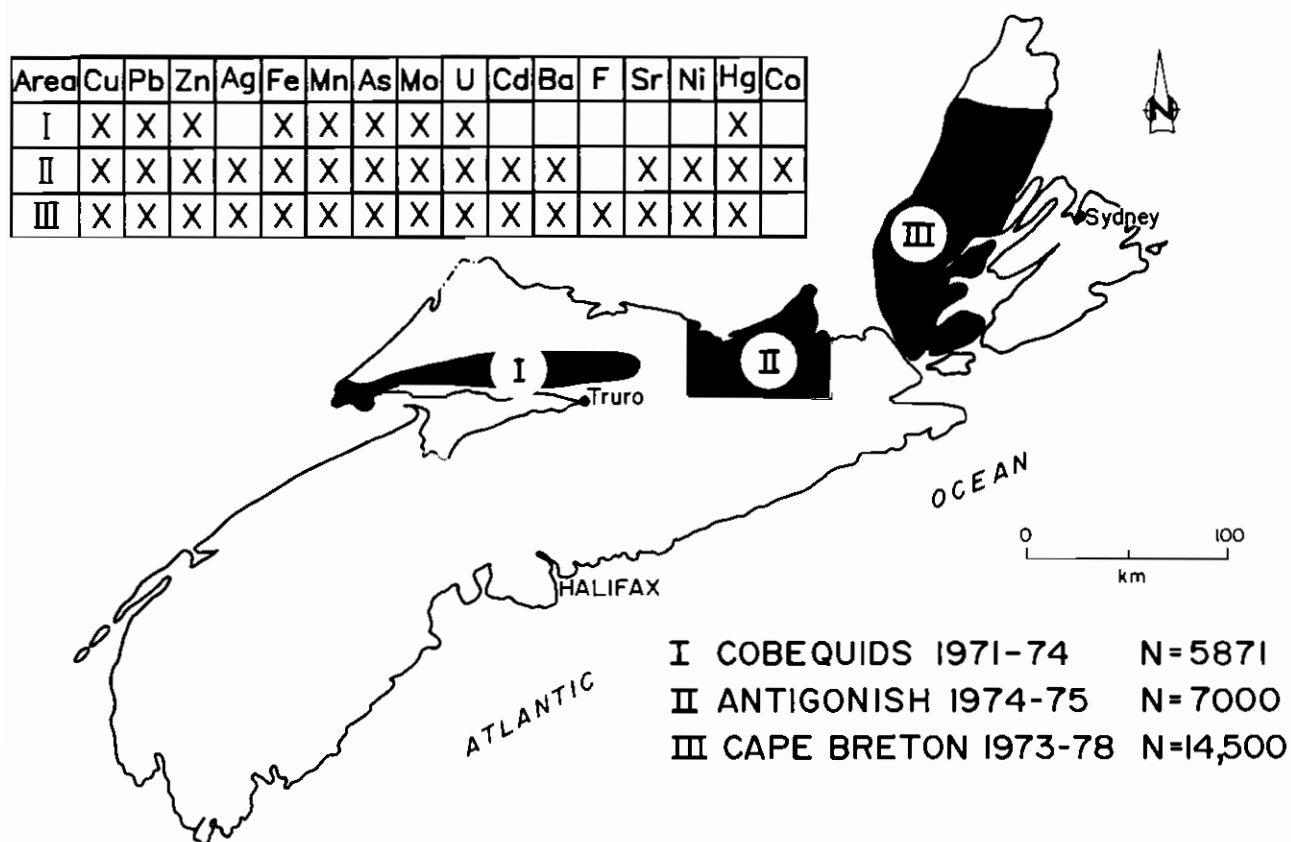 Area Cu Pb Zn Ag Fe Mn As Mo U Cd Ba F Sr Ni Hg Co
I X X X X X X X X X
II X X X X X X X X X X X X X X X
III X X X X X X X X X X X X X X X
N
III
Sydney
I
II
Truro
OCEAN
0 100
km
HALIFAX
ATLANTIC
I COBEQUIDS 1971-74 N=5871
II ANTIGONISH 1974-75 N=7000
III CAPE BRETON 1973-78 N=14,500